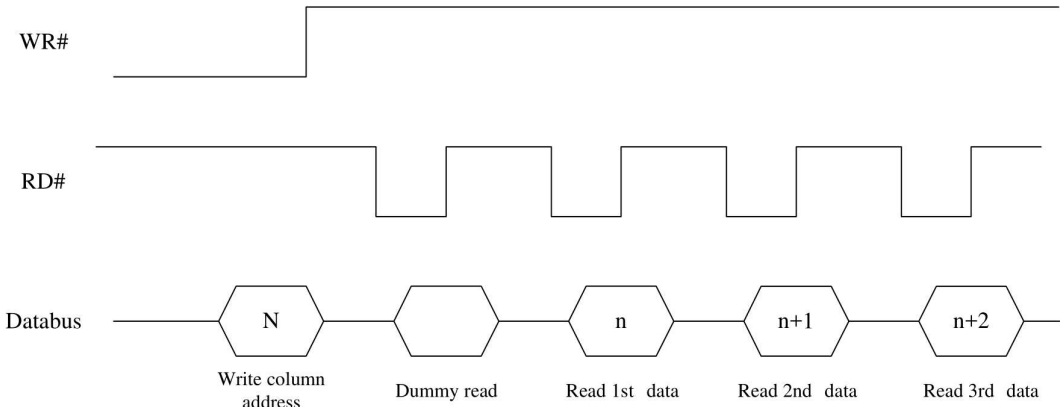 WR#
RD#
Databus
N
n
n+1
n+2
Write column
address
Dummy read
Read 1st data
Read 2nd data
Read 3rd data